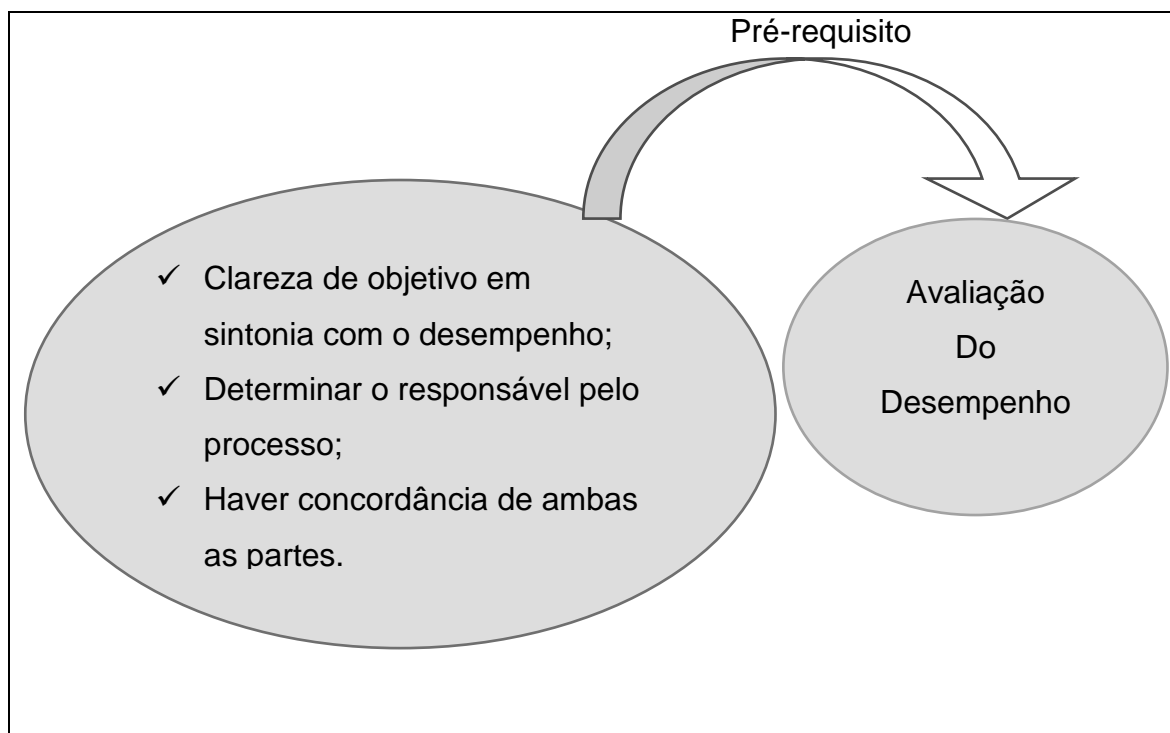 Pré-requisito
✓ Clareza de objetivo em
sintonia com o desempenho;
✓ Determinar o responsável pelo
processo;
✓ Haver concordância de ambas
as partes.
Avaliação
Do
Desempenho